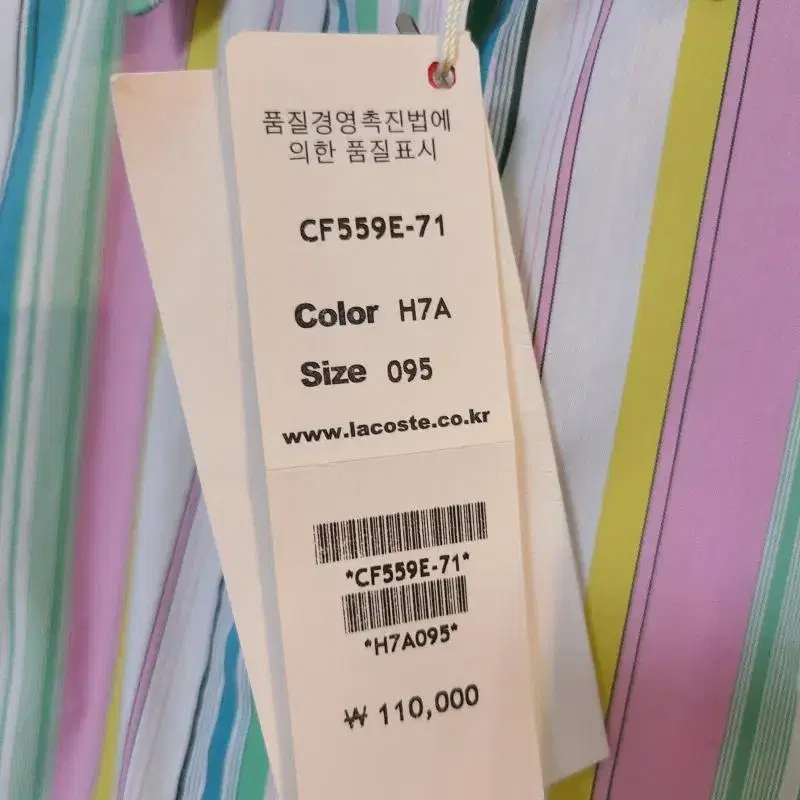 품질경영촉진법에
의한 품질표시
CF559E-71
Color H7A
Size 095
www.lacoste.co.kr
*CF559E-71*
*H7A095*
₩ 110,000